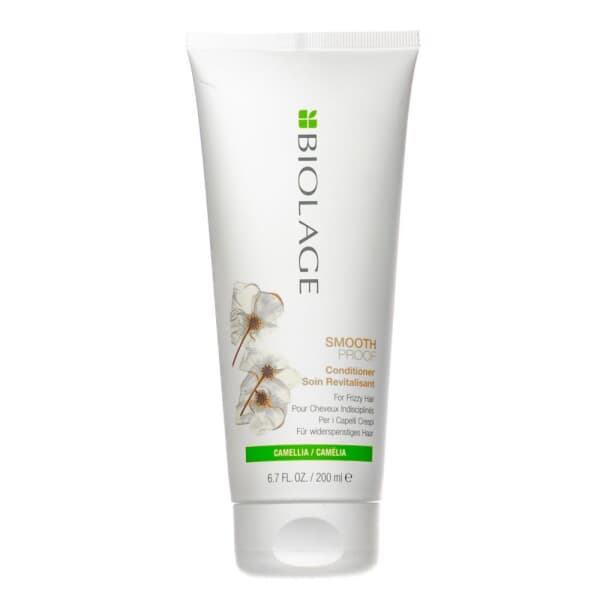 BIOLAGE
SMOOTH
PROOF
Conditioner
Soin Revitalisant
For Frizzy Hair
Pour Cheveux Indisciplinés
Per i Capelli Crespi
Für widerspenstiges Haar
CAMELLIA / CAMÉLIA
6.7 FL. OZ. / 200 ml ℮